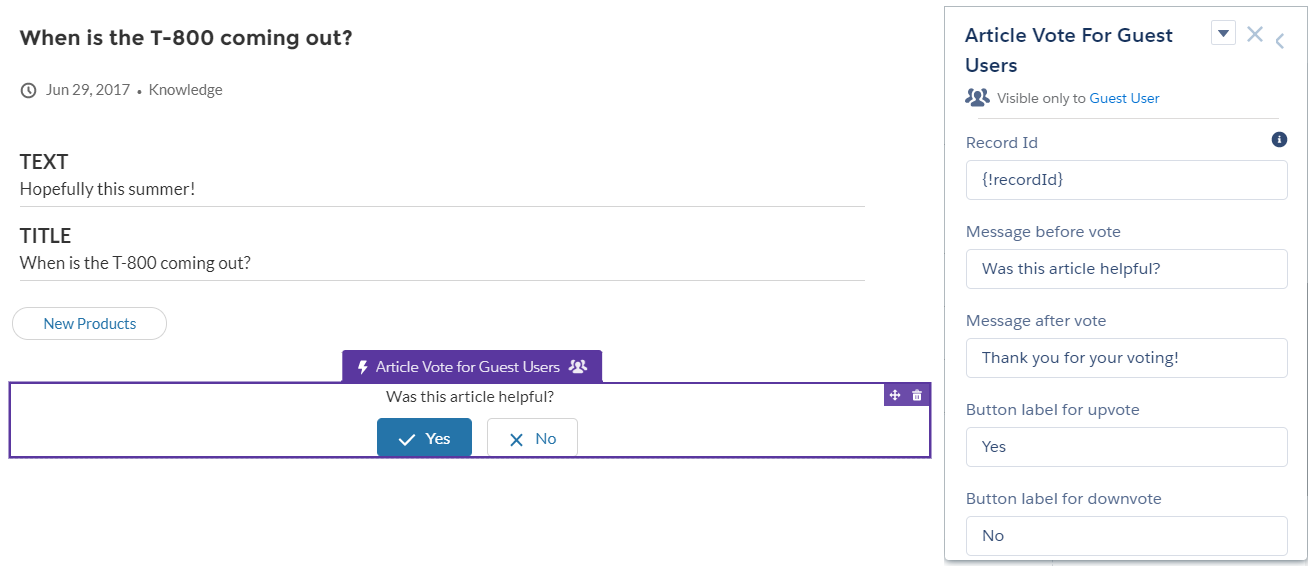 When is the T-800 coming out?
Jun 29, 2017 • Knowledge
TEXT
Hopefully this summer!
TITLE
When is the T-800 coming out?
New Products
Article Vote for Guest Users
Was this article helpful?
Yes
No
Article Vote For Guest
Users
Visible only to Guest User
Record Id
{!recordId}
Message before vote
Was this article helpful?
Message after vote
Thank you for your voting!
Button label for upvote
Yes
Button label for downvote
No